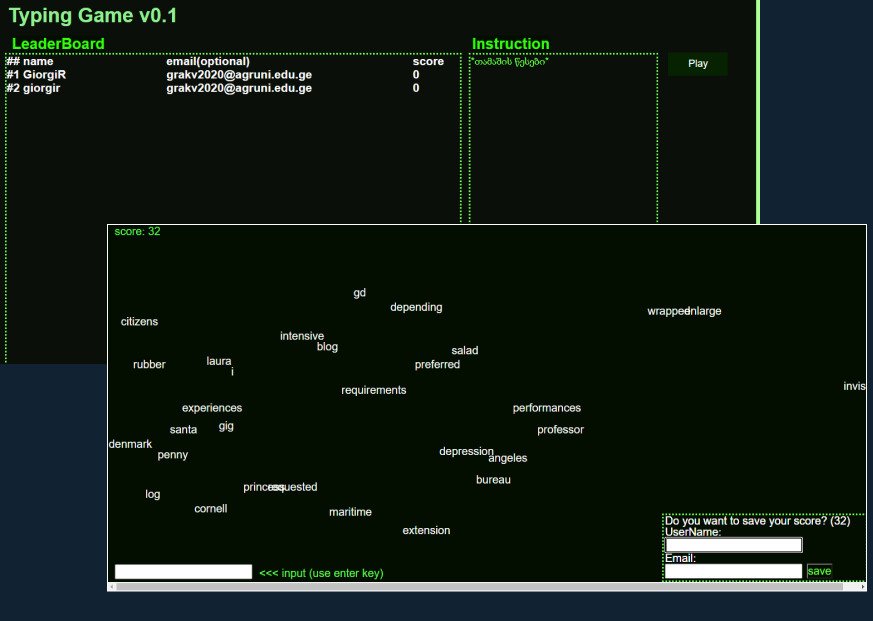 Typing Game v0.1
LeaderBoard
## name email(optional) score
#1 GiorgiR grakv2020@agruni.edu.ge 0
#2 giorgir grakv2020@agruni.edu.ge 0
Instruction
*თამაშის წესები*
Play
score: 32
gd
depending
wrapped
enlarge
citizens
intensive
blog
salad
rubber
laura
preferred
i
invis
requirements
experiences
performances
gig
santa
professor
denmark
penny
depression
angeles
bureau
princess
requested
log
cornell
maritime
extension
Do you want to save your score? (32)
UserName:
Email:
save
<<< input (use enter key)